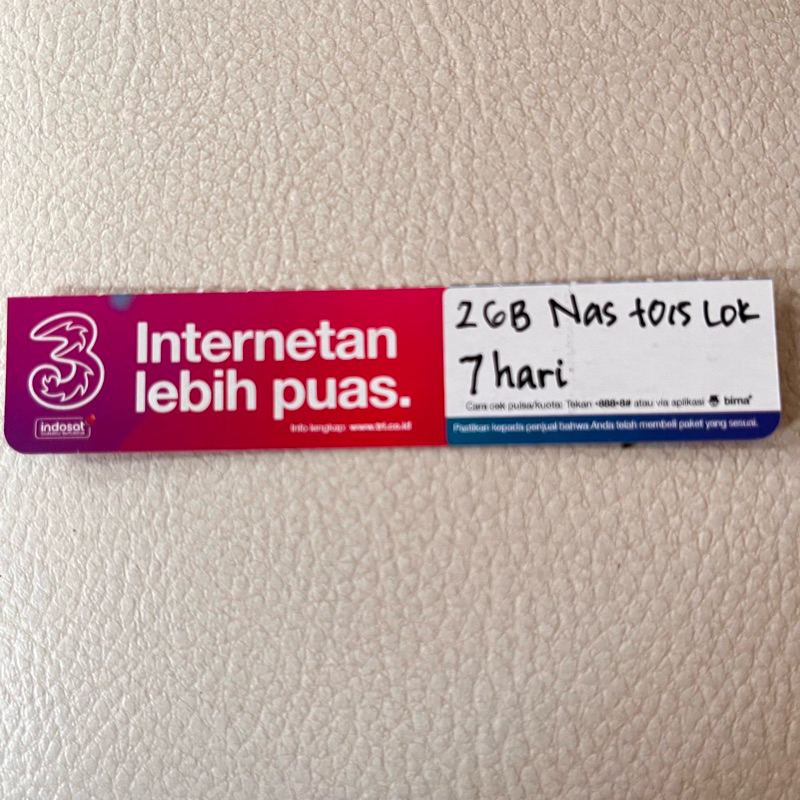 3
indosat
Internetan
lebih puas.
Info lengkap www.tri.co.id
2GB Nas +0.5 Lok
7 hari
Cara cek pulsa/kuota: Tekan *888*8# atau via aplikasi bima+
Pastikan kepada penjual bahwa Anda telah membeli paket yang sesuai.